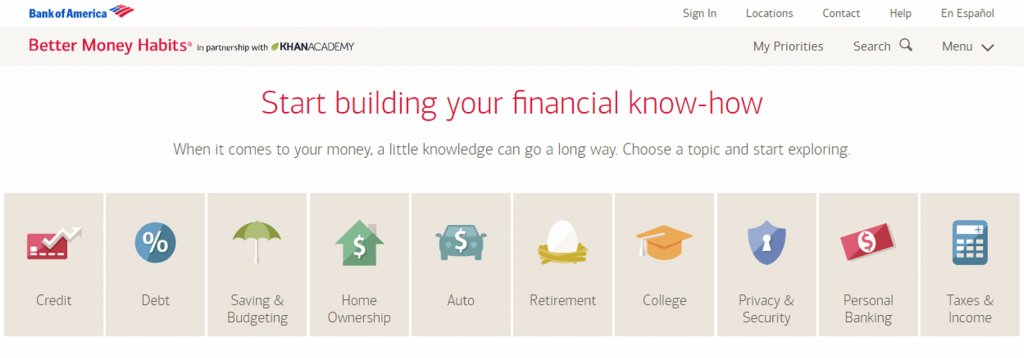 Bank of America
Sign In Locations Contact Help En Español
Better Money Habits® in partnership with KHANACADEMY
My Priorities Search Menu
Start building your financial know-how
When it comes to your money, a little knowledge can go a long way. Choose a topic and start exploring.
%
$
$
$
Credit
Debt
Saving &
Budgeting
Home
Ownership
Auto
Retirement
College
Privacy &
Security
Personal
Banking
Taxes &
Income